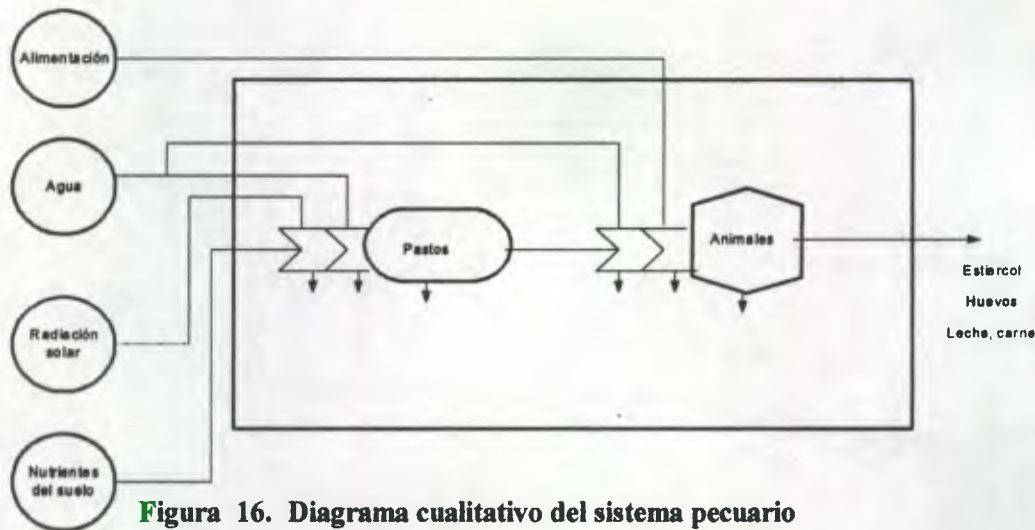 Alimentación
Agua
Radiación
solar
Nutrientes
del suelo
Pastos
Animales
Estiercol
Huevos
Leche, carne
Figura 16. Diagrama cualitativo del sistema pecuario